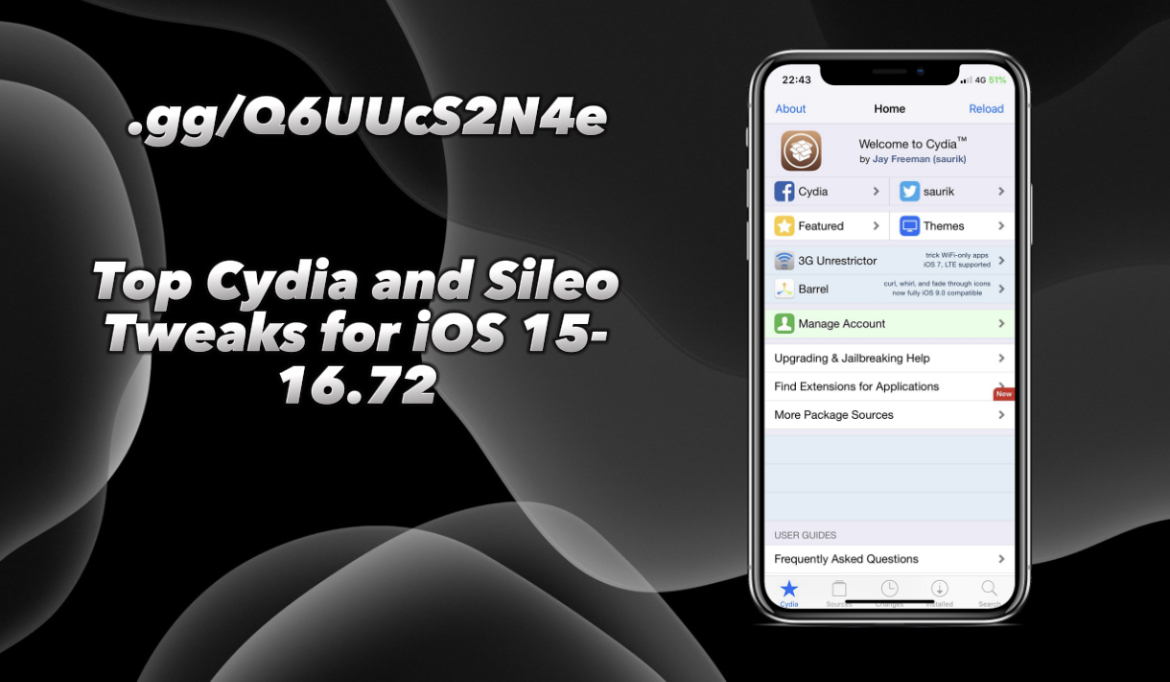 .gg/Q6UUcS2N4e
Top Cydia and Sileo
Tweaks for iOS 15-
16.72
22:43
4G 51%
About
Home
Reload
Welcome to Cydia™
by Jay Freeman (saurik)
Cydia
saurik
Featured
Themes
3G Unrestrictor
trick WiFi-only apps
iOS 7, LTE supported
Barrel
curl, whirl, and fade through icons
now fully iOS 9.0 compatible
Manage Account
Upgrading & Jailbreaking Help
Find Extensions for Applications
New
More Package Sources
USER GUIDES
Frequently Asked Questions
Cydia
Sources
Changes
Installed
Search